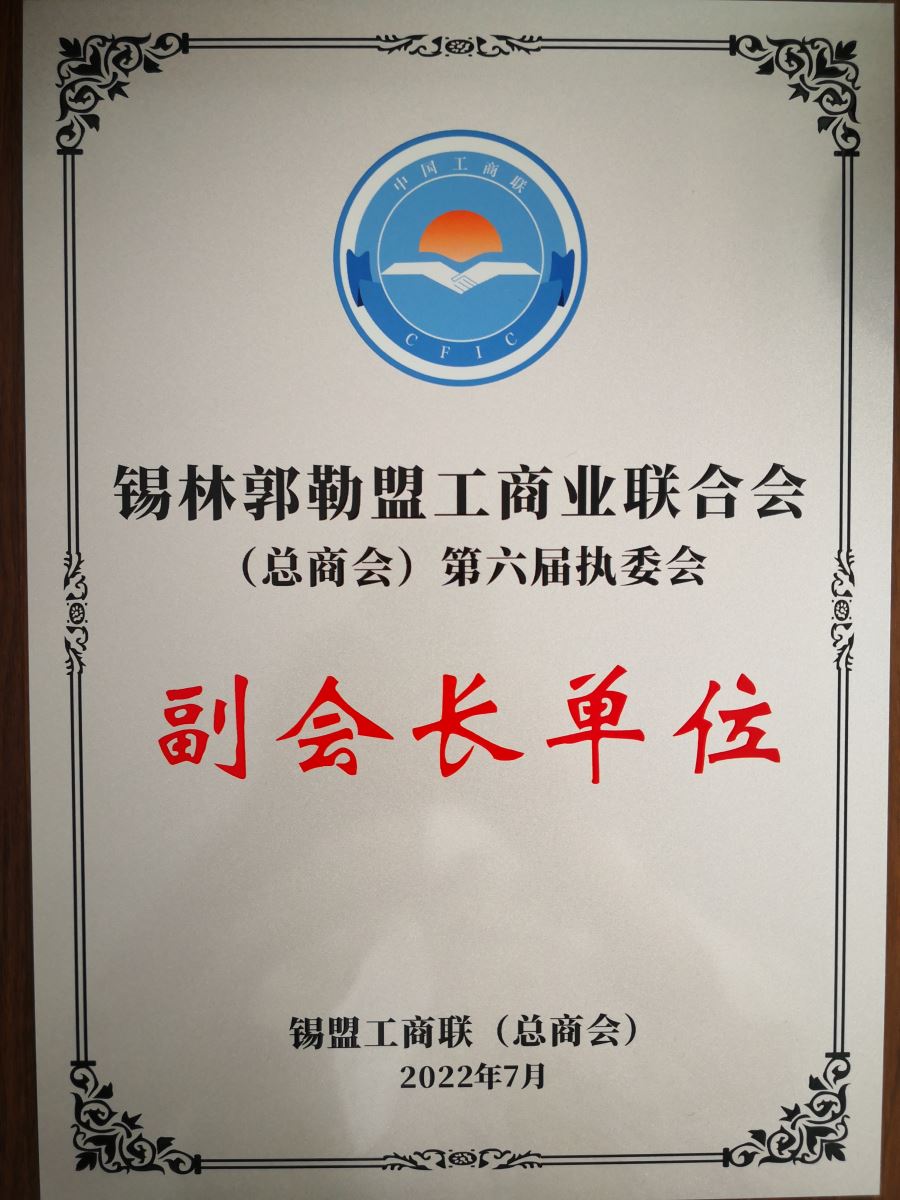 中国工商联
CFIC
锡林郭勒盟工商业联合会
（总商会）第六届执委会
副会长单位
锡盟工商联（总商会）
2022年7月